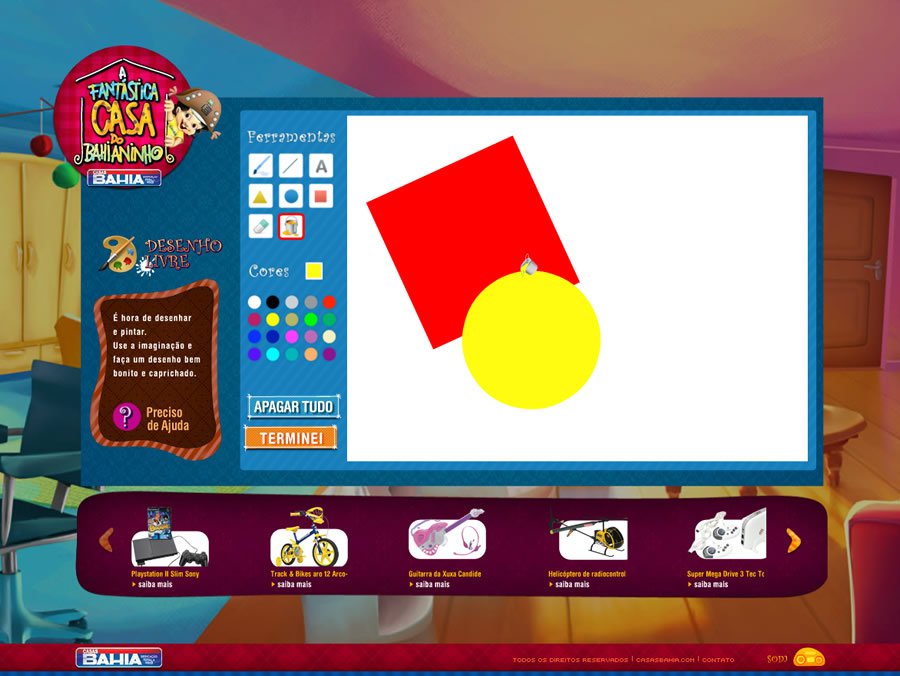 A
FANTÁSTICA
CASA
DO
BAHIANINHO
CASAS
BAHIA
DESENHO
LIVRE
É hora de desenhar
e pintar.
Use a imaginação e
faça um desenho bem
bonito e caprichado.
?
Preciso
de Ajuda
Ferramentas
A
Cores
APAGAR TUDO
TERMINEI
Playstation II Slim Sony
saiba mais
Track & Bikes aro 12 Arco-
saiba mais
Guitarra da Xuxa Candide
saiba mais
Helicóptero de radiocontrol
saiba mais
Super Mega Drive 3 Tec To
saiba mais
CASAS
BAHIA
TODOS OS DIREITOS RESERVADOS | CASASBAHIA.COM | CONTATO
som